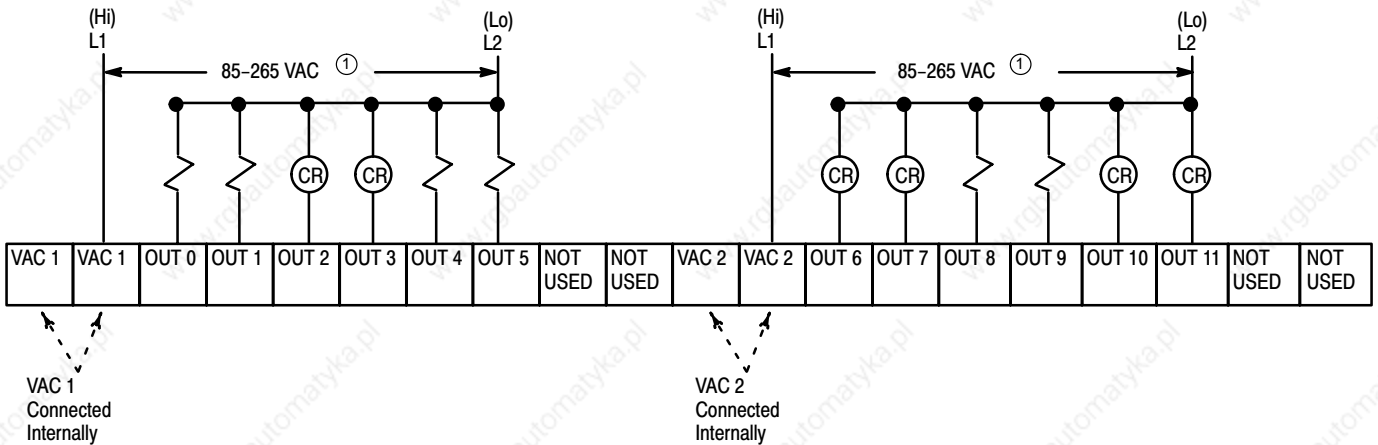 (Hi)
L1
(Lo)
L2
85–265 VAC ①
(Hi)
L1
(Lo)
L2
85–265 VAC ①
CR
CR
CR
CR
CR
CR
VAC 1
VAC 1
OUT 0
OUT 1
OUT 2
OUT 3
OUT 4
OUT 5
NOT
USED
NOT
USED
VAC 2
VAC 2
OUT 6
OUT 7
OUT 8
OUT 9
OUT 10
OUT 11
NOT
USED
NOT
USED
VAC 1
Connected
Internally
VAC 2
Connected
Internally
www.rgbautomatyka.pl